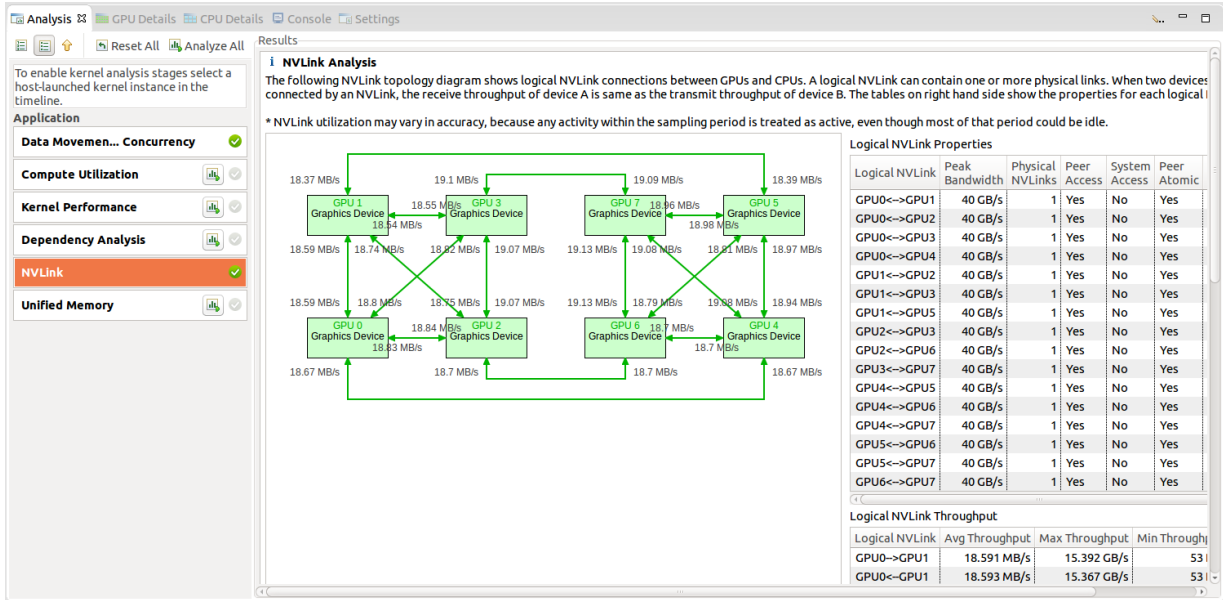 Analysis GPU Details CPU Details Console Settings
Reset All Analyze All
To enable kernel analysis stages select a
host-launched kernel instance in the
timeline.
Application
Data Movemen... Concurrency
Compute Utilization
Kernel Performance
Dependency Analysis
NVLink
Unified Memory
Results
i NVLink Analysis
The following NVLink topology diagram shows logical NVLink connections between GPUs and CPUs. A logical NVLink can contain one or more physical links. When two devices
connected by an NVLink, the receive throughput of device A is same as the transmit throughput of device B. The tables on right hand side show the properties for each logical
* NVLink utilization may vary in accuracy, because any activity within the sampling period is treated as active, even though most of that period could be idle.
18.37 MB/s 19.1 MB/s 19.09 MB/s 18.39 MB/s
GPU 1 18.55 MB/s GPU 3 GPU 7 18.96 MB/s GPU 5
Graphics Device Graphics Device Graphics Device Graphics Device
18.54 MB/s 18.98 MB/s
18.59 MB/s 18.74 MB/s 18.82 MB/s 19.07 MB/s 19.13 MB/s 19.08 MB/s 18.81 MB/s 18.97 MB/s
18.59 MB/s 18.8 MB/s 18.75 MB/s 19.07 MB/s 19.13 MB/s 18.79 MB/s 19.08 MB/s 18.94 MB/s
GPU 0 18.84 MB/s GPU 2 GPU 6 18.7 MB/s GPU 4
Graphics Device Graphics Device Graphics Device Graphics Device
18.83 MB/s 18.7 MB/s
18.67 MB/s 18.7 MB/s 18.7 MB/s 18.67 MB/s
Logical NVLink Properties
Logical NVLink Peak Bandwidth Physical NVLinks Peer Access System Access Peer Atomic
GPU0<-->GPU1 40 GB/s 1 Yes No Yes
GPU0<-->GPU2 40 GB/s 1 Yes No Yes
GPU0<-->GPU3 40 GB/s 1 Yes No Yes
GPU0<-->GPU4 40 GB/s 1 Yes No Yes
GPU1<-->GPU2 40 GB/s 1 Yes No Yes
GPU1<-->GPU3 40 GB/s 1 Yes No Yes
GPU1<-->GPU5 40 GB/s 1 Yes No Yes
GPU2<-->GPU3 40 GB/s 1 Yes No Yes
GPU2<-->GPU6 40 GB/s 1 Yes No Yes
GPU3<-->GPU7 40 GB/s 1 Yes No Yes
GPU4<-->GPU5 40 GB/s 1 Yes No Yes
GPU4<-->GPU6 40 GB/s 1 Yes No Yes
GPU4<-->GPU7 40 GB/s 1 Yes No Yes
GPU5<-->GPU6 40 GB/s 1 Yes No Yes
GPU5<-->GPU7 40 GB/s 1 Yes No Yes
GPU6<-->GPU7 40 GB/s 1 Yes No Yes
Logical NVLink Throughput
Logical NVLink Avg Throughput Max Throughput Min Through
GPU0-->GPU1 18.591 MB/s 15.392 GB/s 53
GPU0<--GPU1 18.593 MB/s 15.367 GB/s 53